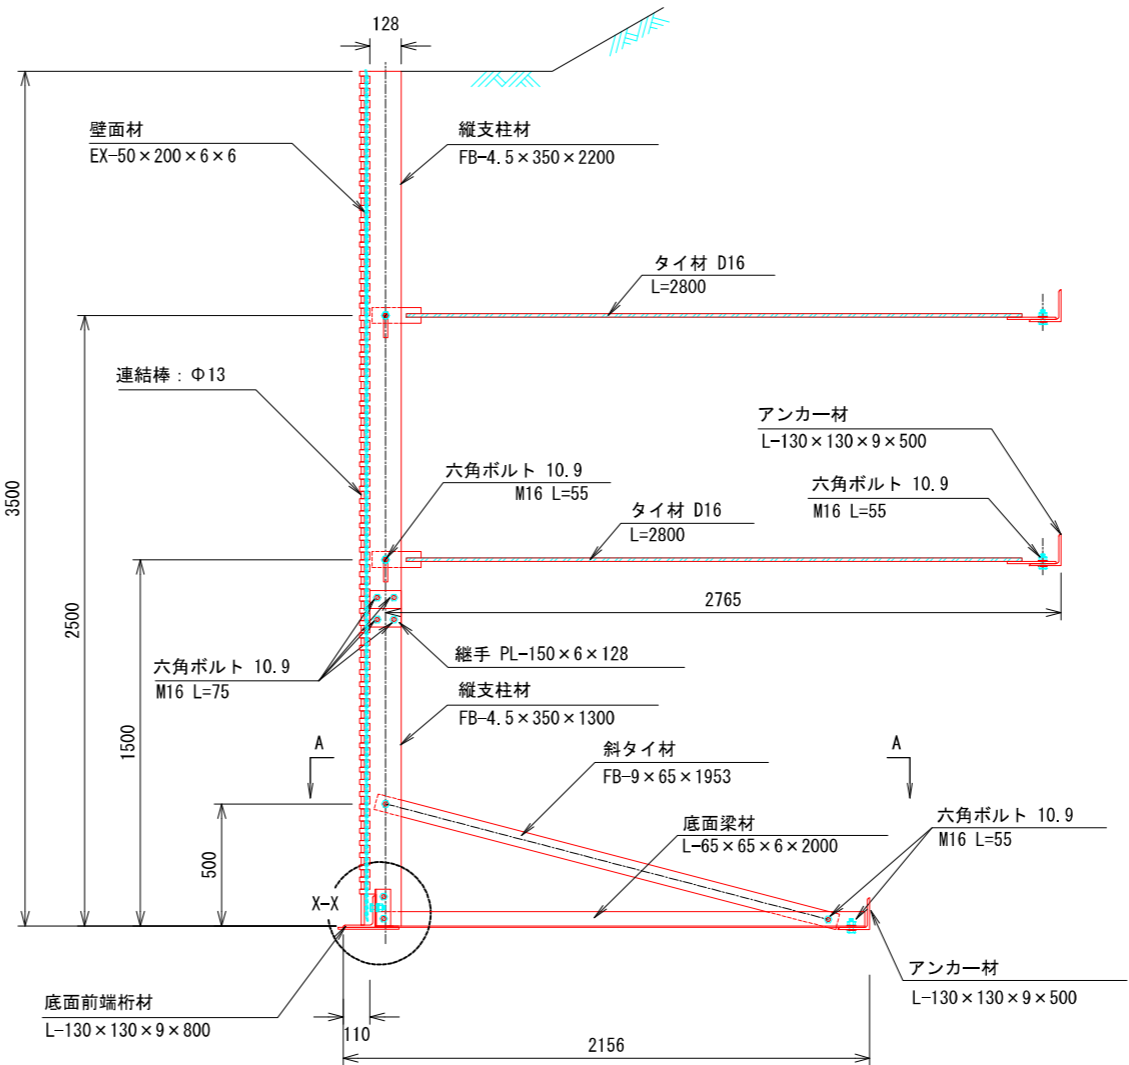 128
壁面材
EX-50×200×6×6
縦支柱材
FB-4.5×350×2200
タイ材 D16
L=2800
連結棒：Φ13
アンカー材
L-130×130×9×500
六角ボルト 10.9
M16 L=55
六角ボルト 10.9
M16 L=55
タイ材 D16
L=2800
3500
2500
2765
六角ボルト 10.9
M16 L=75
継手 PL-150×6×128
縦支柱材
FB-4.5×350×1300
1500
A
A
斜タイ材
FB-9×65×1953
底面梁材
L-65×65×6×2000
六角ボルト 10.9
M16 L=55
500
X-X
アンカー材
L-130×130×9×500
底面前端桁材
L-130×130×9×800
110
2156